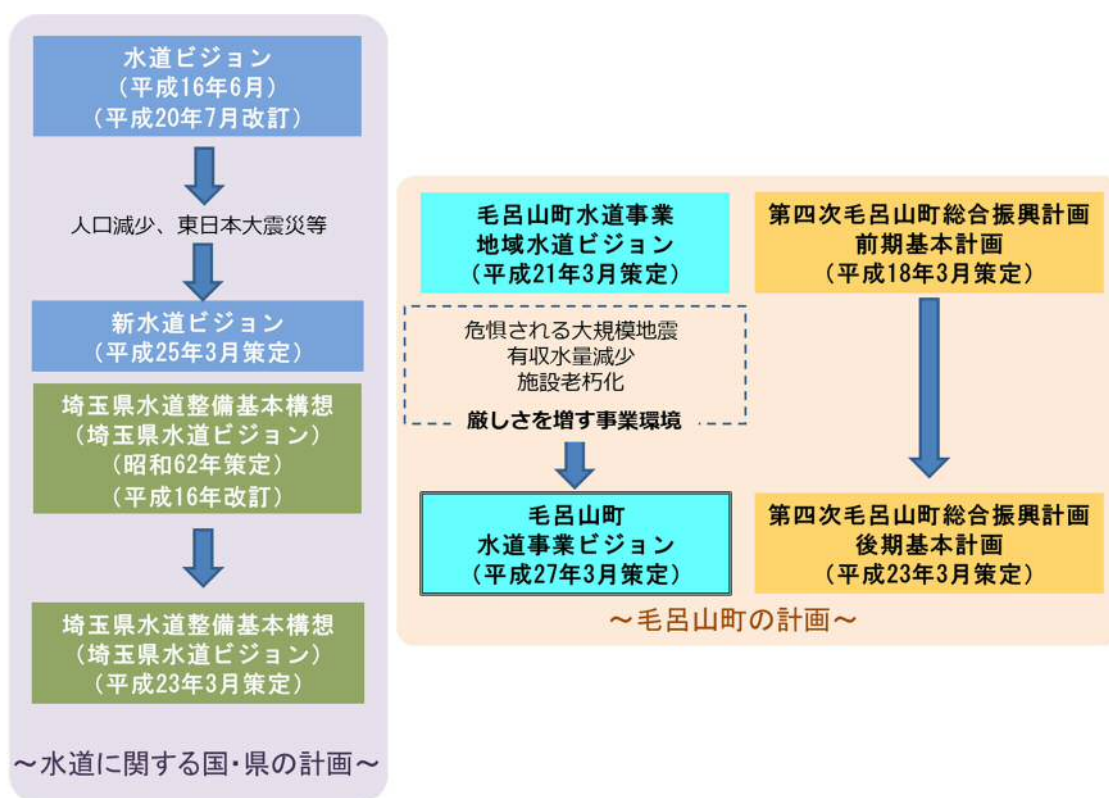 水道ビジョン
(平成16年6月)
(平成20年7月改訂)
人口減少、東日本大震災等
新水道ビジョン
(平成25年3月策定)
埼玉県水道整備基本構想
(埼玉県水道ビジョン)
(昭和62年策定)
(平成16年改訂)
埼玉県水道整備基本構想
(埼玉県水道ビジョン)
(平成23年3月策定)
～水道に関する国・県の計画～
毛呂山町水道事業
地域水道ビジョン
(平成21年3月策定)
危惧される大規模地震
有収水量減少
施設老朽化
厳しさを増す事業環境
毛呂山町
水道事業ビジョン
(平成27年3月策定)
第四次毛呂山町総合振興計画
前期基本計画
(平成18年3月策定)
第四次毛呂山町総合振興計画
後期基本計画
(平成23年3月策定)
～毛呂山町の計画～